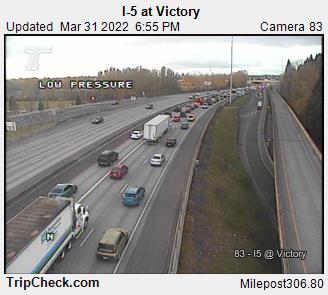 I-5 at Victory
Updated Mar 31 2022 6:55 PM Camera 83
LOW PRESSURE
83 - I5 @ Victory
TripCheck.com Milepost306.80